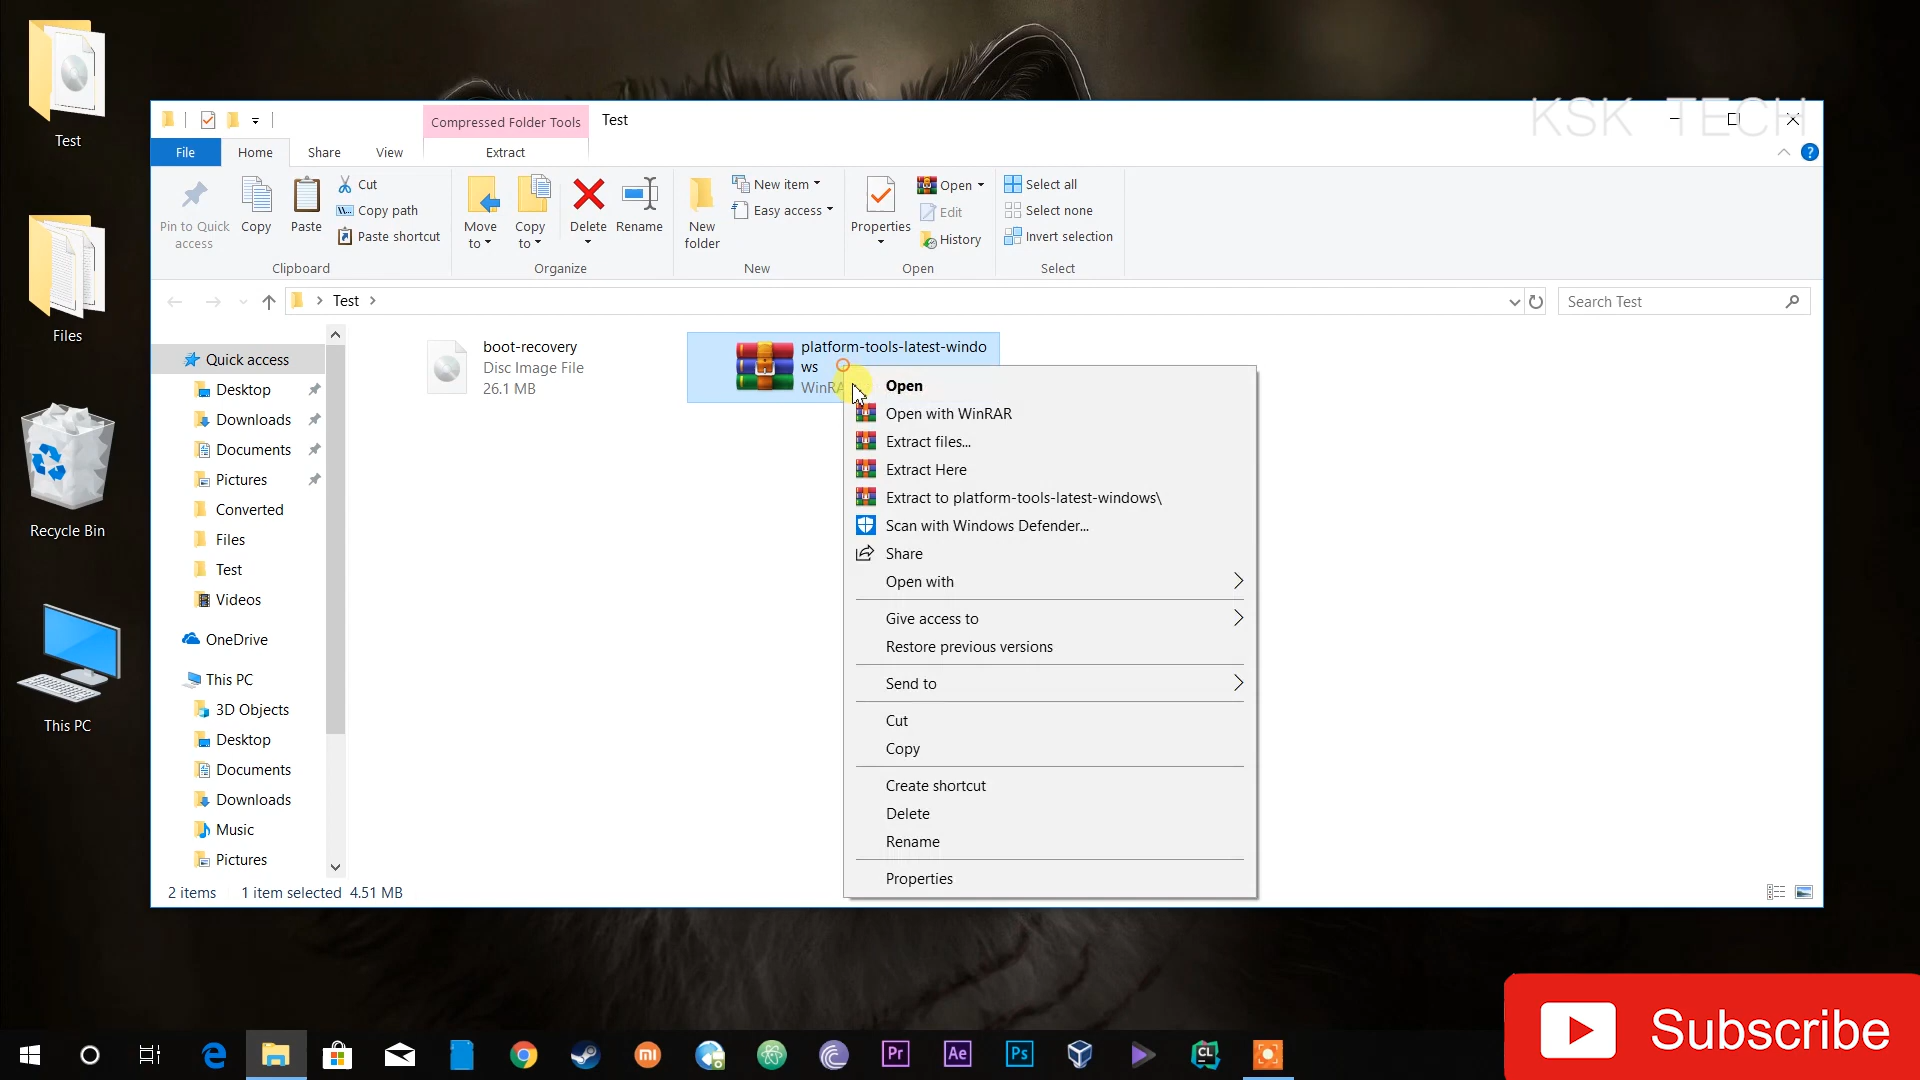 Test
Files
Recycle Bin
This PC
Compressed Folder Tools
Test
KSK TECH
File
Home
Share
View
Extract
Pin to Quick
access
Copy
Paste
Cut
Copy path
Paste shortcut
Clipboard
Move
to
Copy
to
Delete
Rename
Organize
New
folder
New item
Easy access
New
Properties
Open
Edit
History
Open
Select all
Select none
Invert selection
Select
Test
Search Test
Quick access
Desktop
Downloads
Documents
Pictures
Converted
Files
Test
Videos
OneDrive
This PC
3D Objects
Desktop
Documents
Downloads
Music
Pictures
boot-recovery
Disc Image File
26.1 MB
platform-tools-latest-windo
ws
Open
Open with WinRAR
Extract files...
Extract Here
Extract to platform-tools-latest-windows\
Scan with Windows Defender...
Share
Open with
Give access to
Restore previous versions
Send to
Cut
Copy
Create shortcut
Delete
Rename
Properties
2 items
1 item selected 4.51 MB
Pr
Ae
Ps
CL
Subscribe